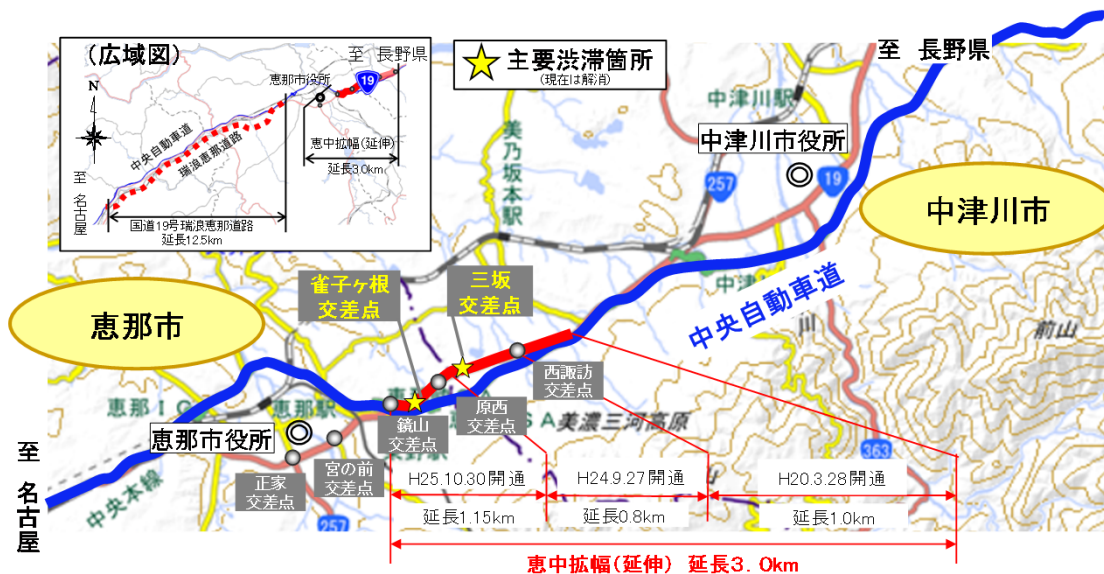 (広域図)
至 長野県
恵那市役所
19
N
中央自動車道
瑞浪恵那道路
恵中拡幅(延伸)
延長3.0km
至 名古屋
国道19号瑞浪恵那道路
延長12.5km
主要渋滞箇所
(現在は解消)
至 長野県
中津川駅
中津川市役所
美乃坂本駅
257
19
中津川市
中央自動車道
中津
川
前山
恵那市
雀子ヶ根
交差点
三坂
交差点
西諏訪
交差点
原西
交差点
鏡山
交差点
恵那IC
恵那駅
SA
美濃三河高原
恵那市役所
宮の前
交差点
正家
交差点
中央本線
257
363
至 名古屋
H25.10.30開通
H24.9.27開通
H20.3.28開通
延長1.15km
延長0.8km
延長1.0km
恵中拡幅(延伸) 延長3.0km